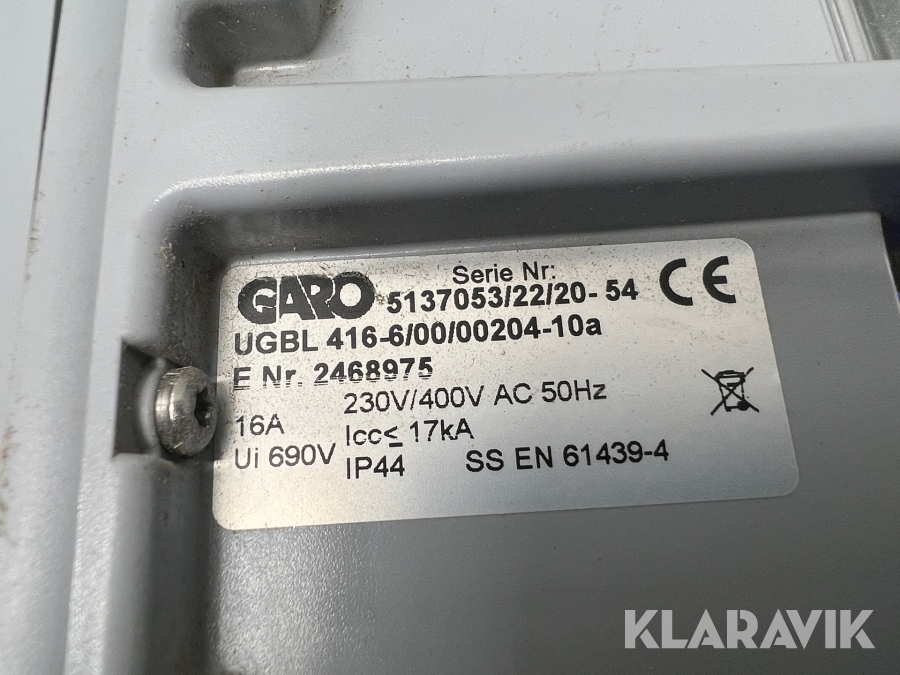 GARO Serie Nr:
5137053/22/20- 54
CE
UGBL 416-6/00/00204-10a
E Nr. 2468975
230V/400V AC 50Hz
16A
Icc≤ 17kA
Ui 690V
IP44 SS EN 61439-4
KLARAVIK